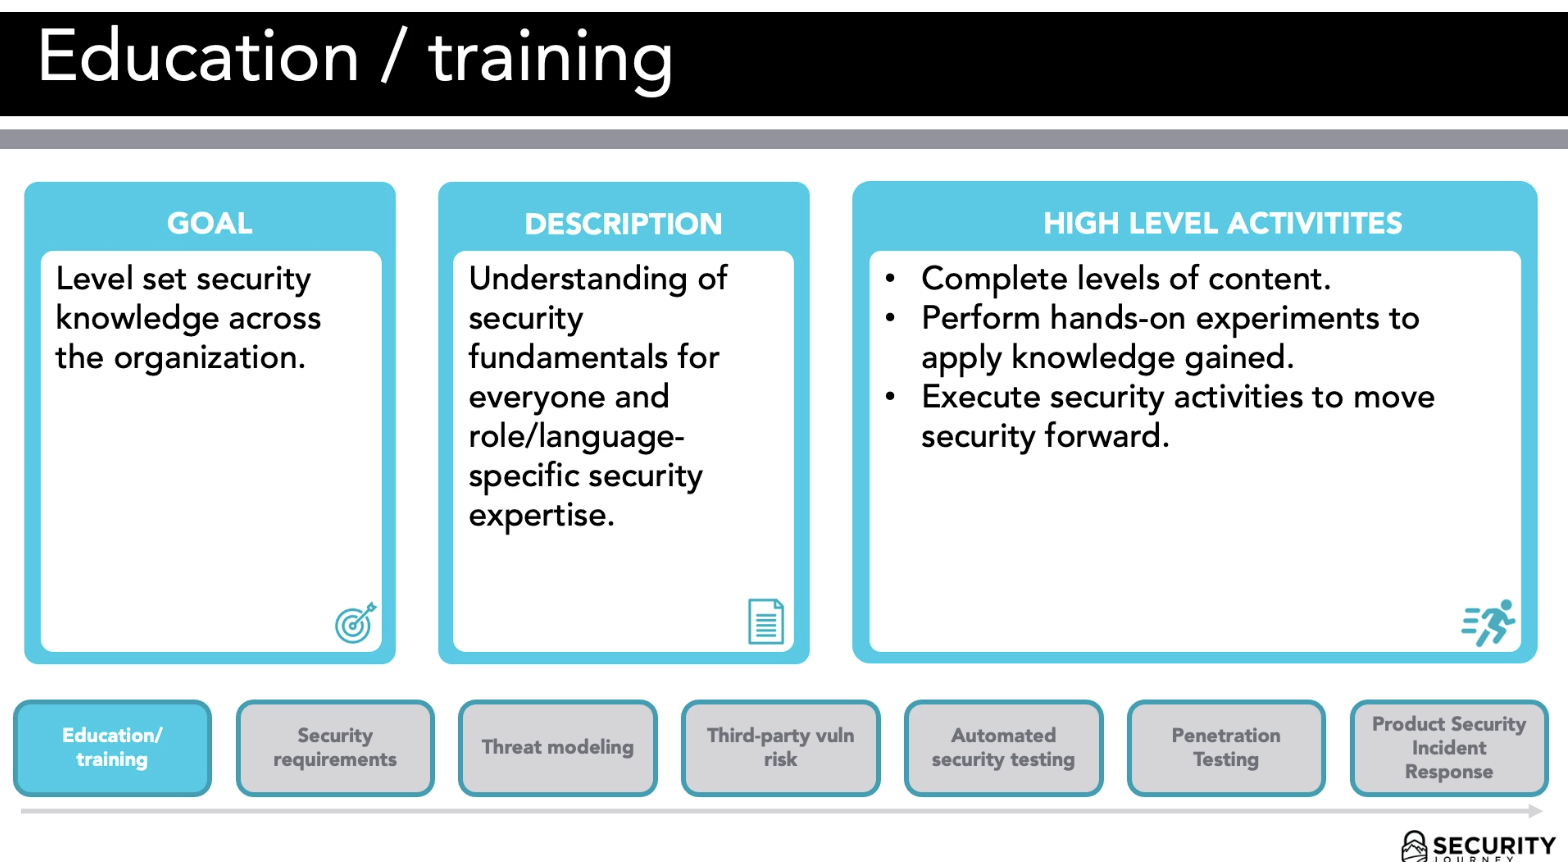 Education / training
GOAL
Level set security
knowledge across
the organization.
DESCRIPTION
Understanding of
security
fundamentals for
everyone and
role/language-
specific security
expertise.
HIGH LEVEL ACTIVITITES
• Complete levels of content.
• Perform hands-on experiments to
apply knowledge gained.
• Execute security activities to move
security forward.
Education/
training
Security
requirements
Threat modeling
Third-party vuln
risk
Automated
security testing
Penetration
Testing
Product Security
Incident
Response
SECURITY
JOURNEY